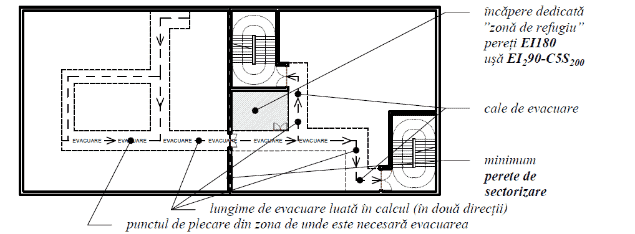 încăpere dedicată
"zonă de refugiu"
pereți EI180
ușă EI₂90-C5S₂₀₀
cale de evacuare
EVACUARE EVACUARE EVACUARE EVACUARE EVACUARE
minimum
perete de
sectorizare
lungime de evacuare luată în calcul (în două direcții)
punctul de plecare din zona de unde este necesară evacuarea